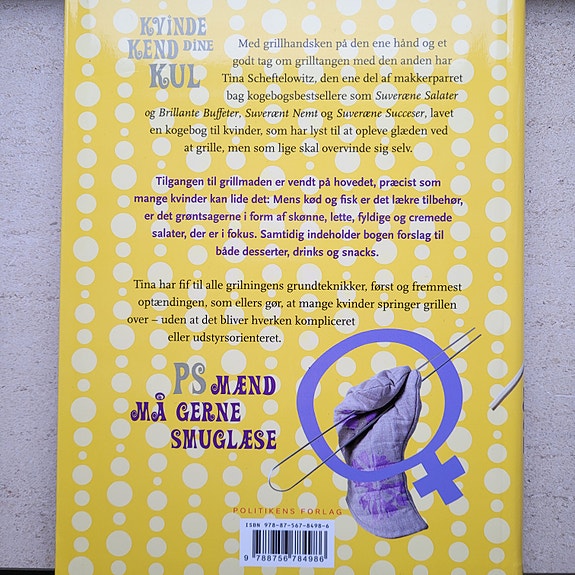 KVINDE
KEND DINE
KUL
Med grillhandsken på den ene hånd og et
godt tag om grilltangen med den anden har
Tina Scheftelowitz, den ene del af makkerparret
bag kogebogsbestsellere som Suveræne Salater
og Brillante Buffeter, Suverænt Nemt og Suveræne Succeser, lavet
en kogebog til kvinder, som har lyst til at opleve glæden ved
at grille, men som lige skal overvinde sig selv.
Tilgangen til grillmaden er vendt på hovedet, præcist som
mange kvinder kan lide det: Mens kød og fisk er det lækre tilbehør,
er det grøntsagerne i form af skønne, lette, fyldige og cremede
salater, der er i fokus. Samtidig indeholder bogen forslag til
både desserter, drinks og snacks.
Tina har fif til alle grilningens grundteknikker, først og fremmest
optændingen, som ellers gør, at mange kvinder springer grillen
over – uden at det bliver hverken kompliceret
eller udstyrsorienteret.
PS MÆND
MÅ GERNE
SMUGLÆSE
POLITIKENS FORLAG
ISBN 978-87-567-8498-6
9 788756 784986